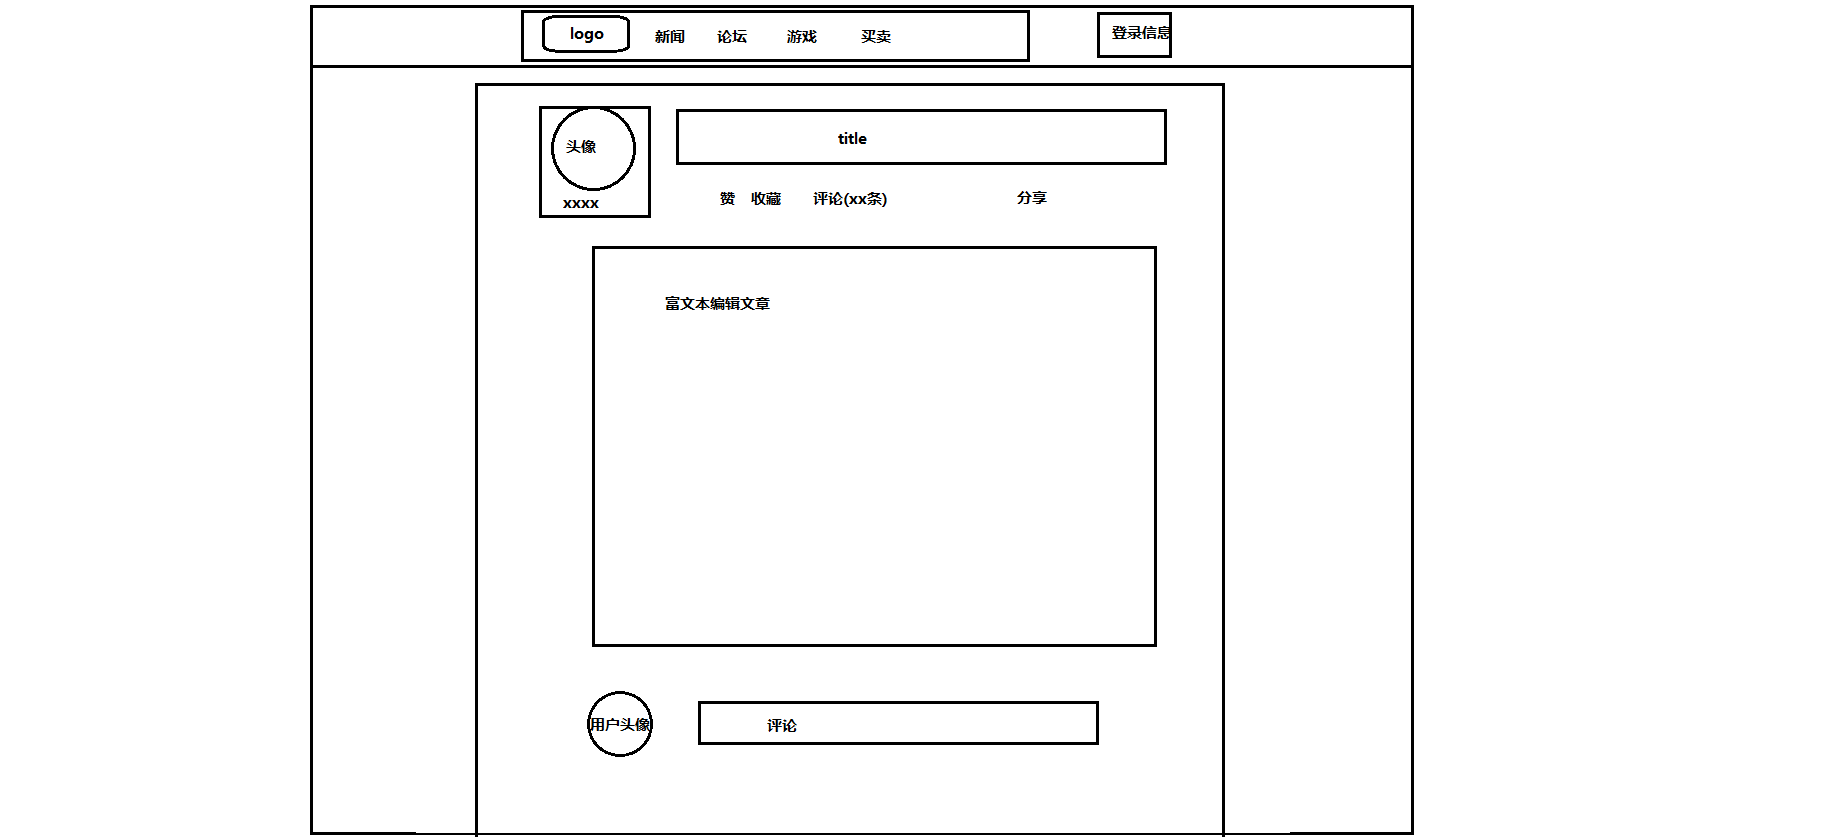 logo 新闻 论坛 游戏 买卖 登录信息
头像
title
xxxx
赞 收藏 评论(xx条) 分享
富文本编辑文章
用户头像 评论